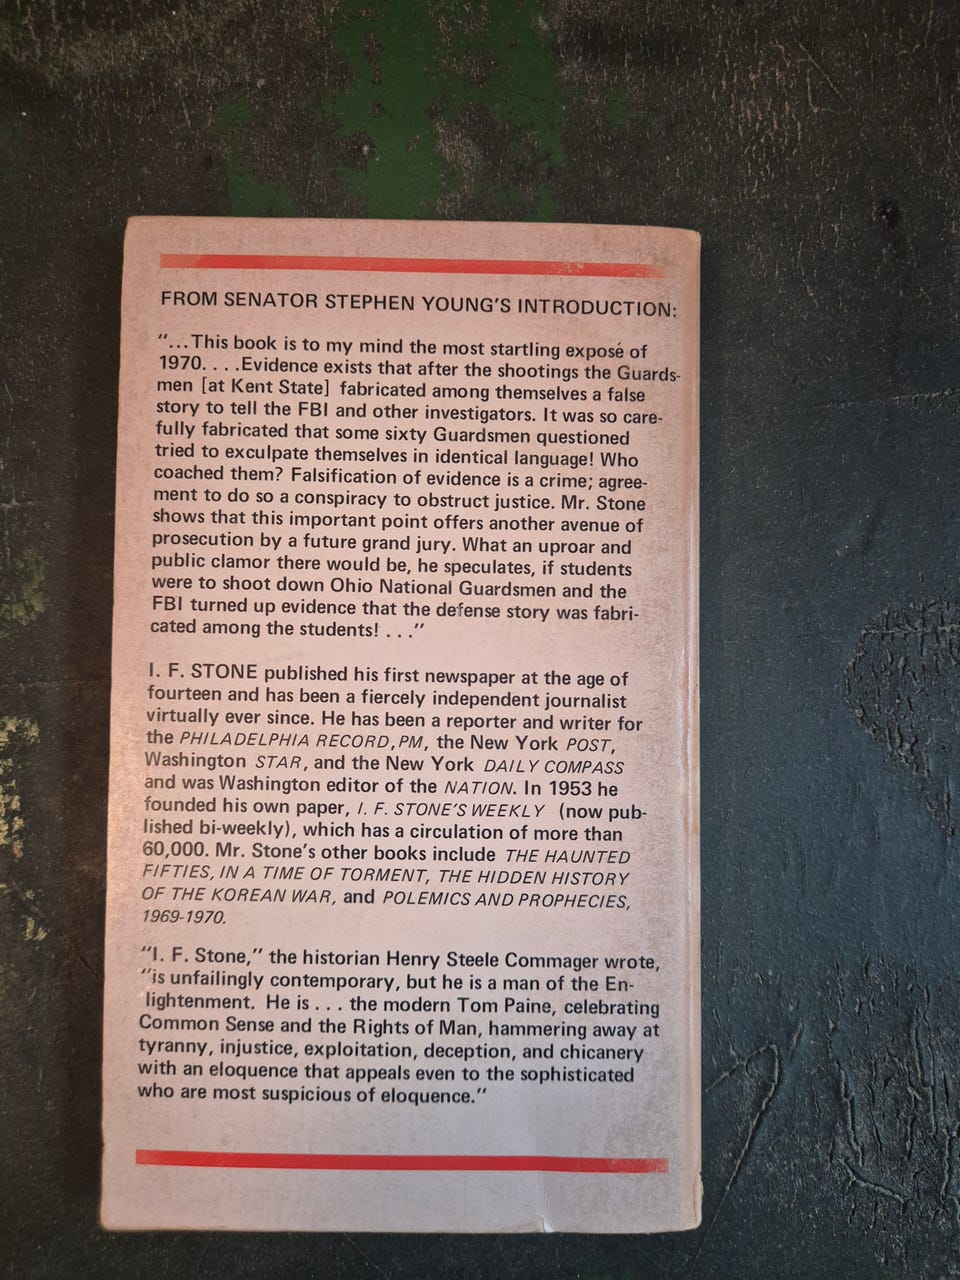 FROM SENATOR STEPHEN YOUNG'S INTRODUCTION:
"...This book is to my mind the most startling exposé of
1970. . . .Evidence exists that after the shootings the Guards-
men [at Kent State] fabricated among themselves a false
story to tell the FBI and other investigators. It was so care-
fully fabricated that some sixty Guardsmen questioned
tried to exculpate themselves in identical language! Who
coached them? Falsification of evidence is a crime; agree-
ment to do so a conspiracy to obstruct justice. Mr. Stone
shows that this important point offers another avenue of
prosecution by a future grand jury. What an uproar and
public clamor there would be, he speculates, if students
were to shoot down Ohio National Guardsmen and the
FBI turned up evidence that the defense story was fabri-
cated among the students! . . ."
I. F. STONE published his first newspaper at the age of
fourteen and has been a fiercely independent journalist
virtually ever since. He has been a reporter and writer for
the PHILADELPHIA RECORD, PM, the New York POST,
Washington STAR, and the New York DAILY COMPASS
and was Washington editor of the NATION. In 1953 he
founded his own paper, I. F. STONE'S WEEKLY (now pub-
lished bi-weekly), which has a circulation of more than
60,000. Mr. Stone's other books include THE HAUNTED
FIFTIES, IN A TIME OF TORMENT, THE HIDDEN HISTORY
OF THE KOREAN WAR, and POLEMICS AND PROPHECIES,
1969-1970.
"I. F. Stone," the historian Henry Steele Commager wrote,
"is unfailingly contemporary, but he is a man of the En-
lightenment. He is . . . the modern Tom Paine, celebrating
Common Sense and the Rights of Man, hammering away at
tyranny, injustice, exploitation, deception, and chicanery
with an eloquence that appeals even to the sophisticated
who are most suspicious of eloquence."